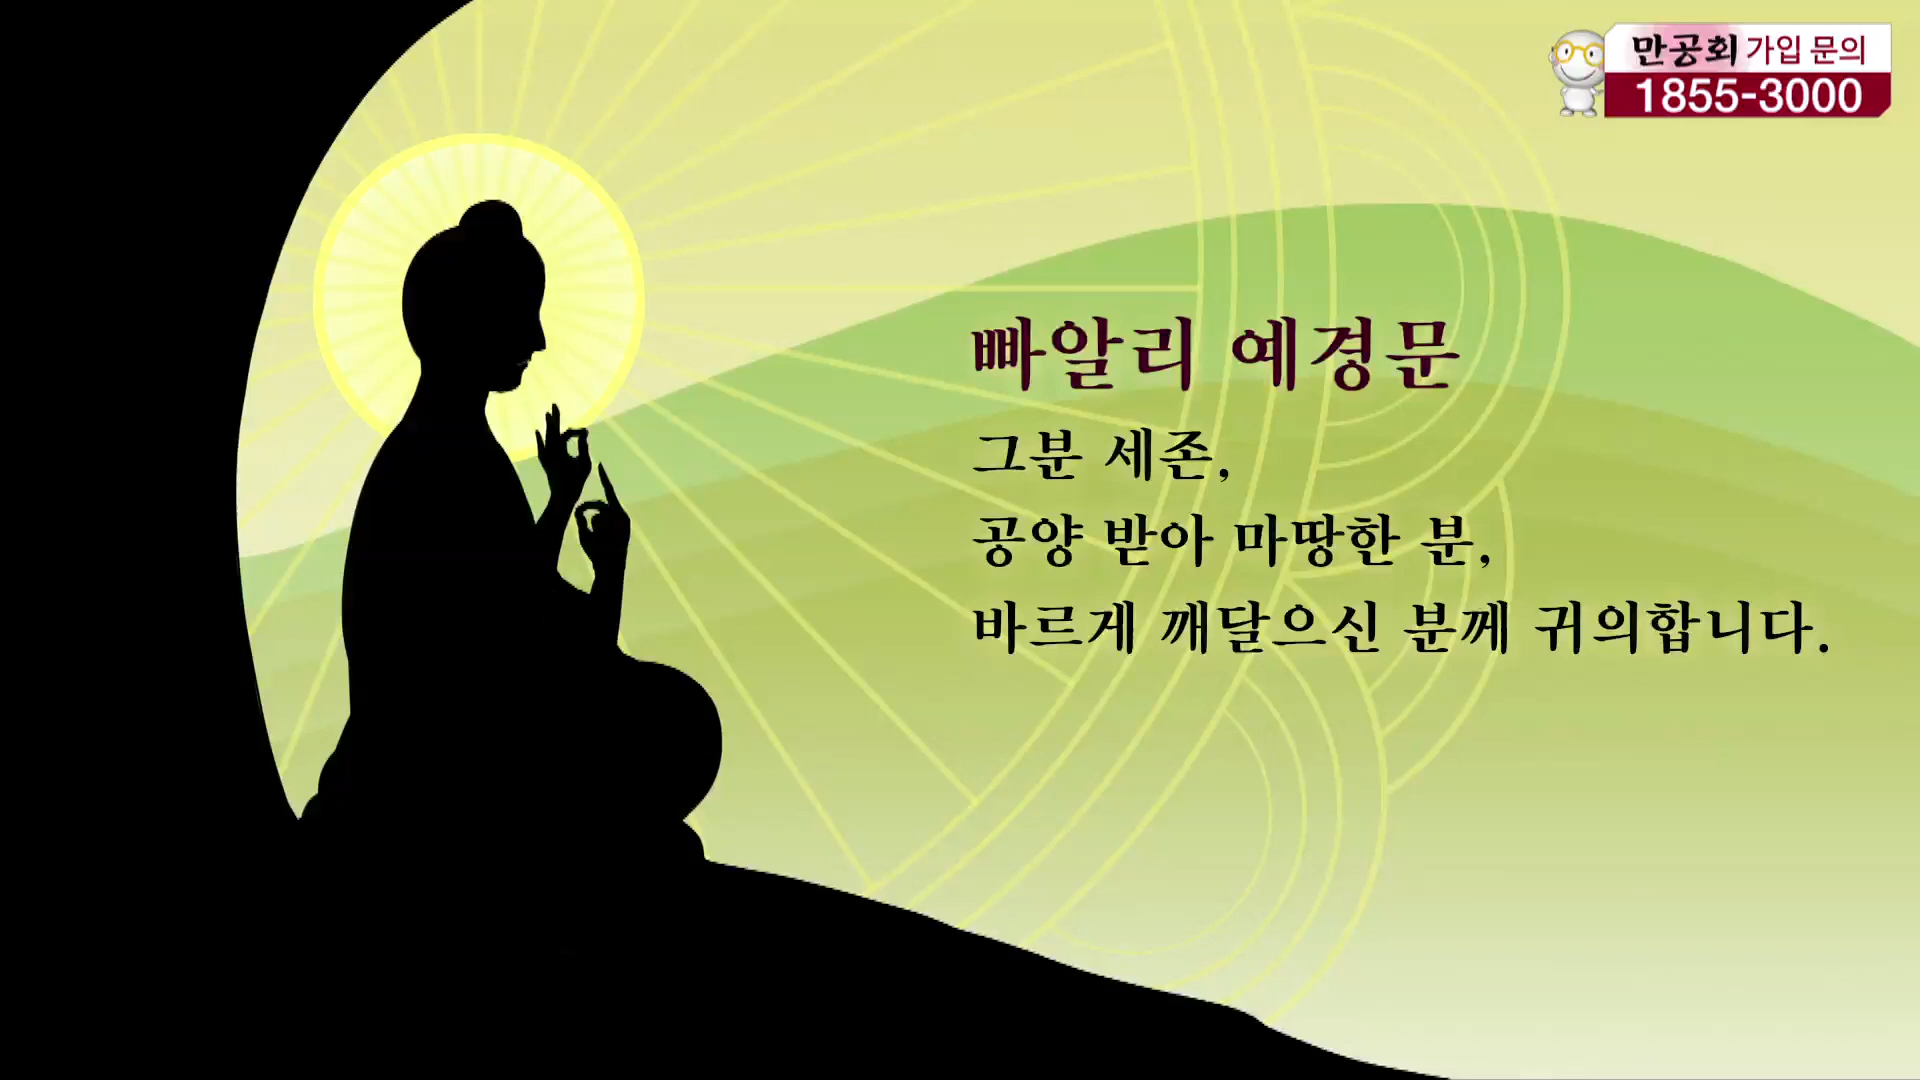 만공회 가입 문의
1855-3000
빠알리 예경문
그분 세존,
공양 받아 마땅한 분,
바르게 깨달으신 분께 귀의합니다.